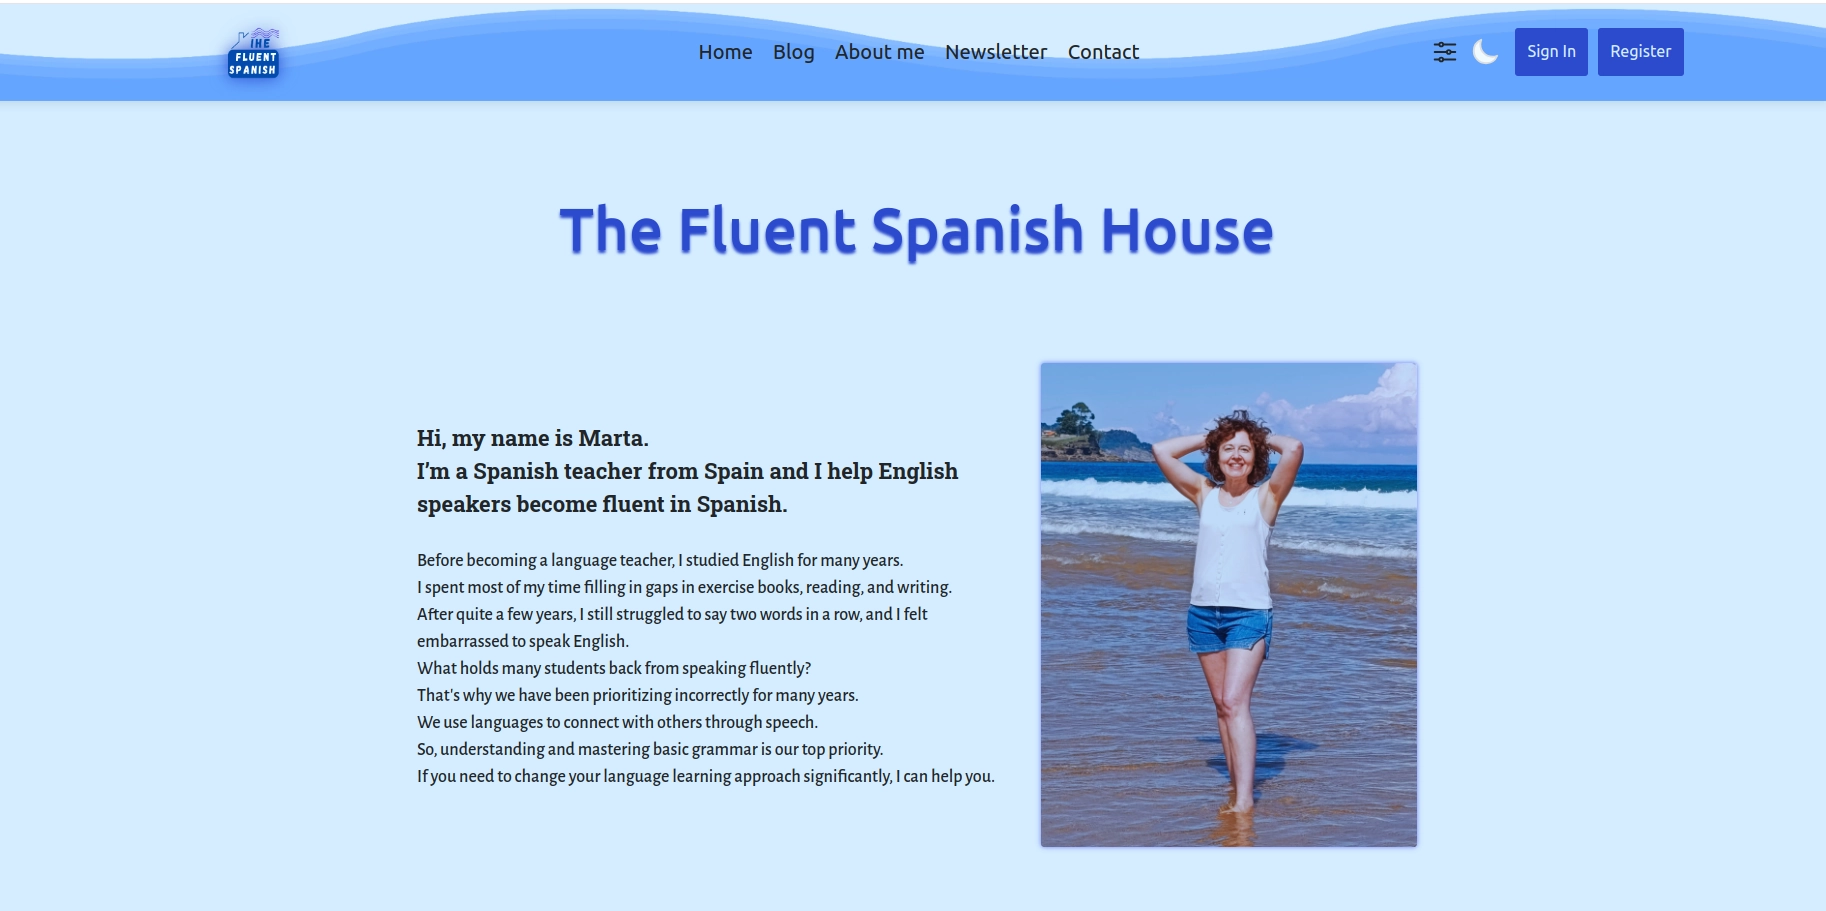 THE
FLUENT
SPANISH
Home Blog About me Newsletter Contact
Sign In Register
The Fluent Spanish House
Hi, my name is Marta.
I'm a Spanish teacher from Spain and I help English
speakers become fluent in Spanish.
Before becoming a language teacher, I studied English for many years.
I spent most of my time filling in gaps in exercise books, reading, and writing.
After quite a few years, I still struggled to say two words in a row, and I felt
embarrassed to speak English.
What holds many students back from speaking fluently?
That's why we have been prioritizing incorrectly for many years.
We use languages to connect with others through speech.
So, understanding and mastering basic grammar is our top priority.
If you need to change your language learning approach significantly, I can help you.